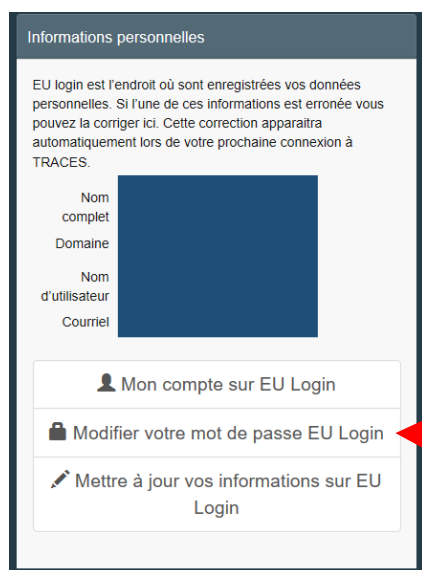 Informations personnelles
EU login est l'endroit où sont enregistrées vos données
personnelles. Si l'une de ces informations est erronée vous
pouvez la corriger ici. Cette correction apparaitra
automatiquement lors de votre prochaine connexion à
TRACES.
Nom
complet
Domaine
Nom
d'utilisateur
Courriel
Mon compte sur EU Login
Modifier votre mot de passe EU Login
Mettre à jour vos informations sur EU
Login